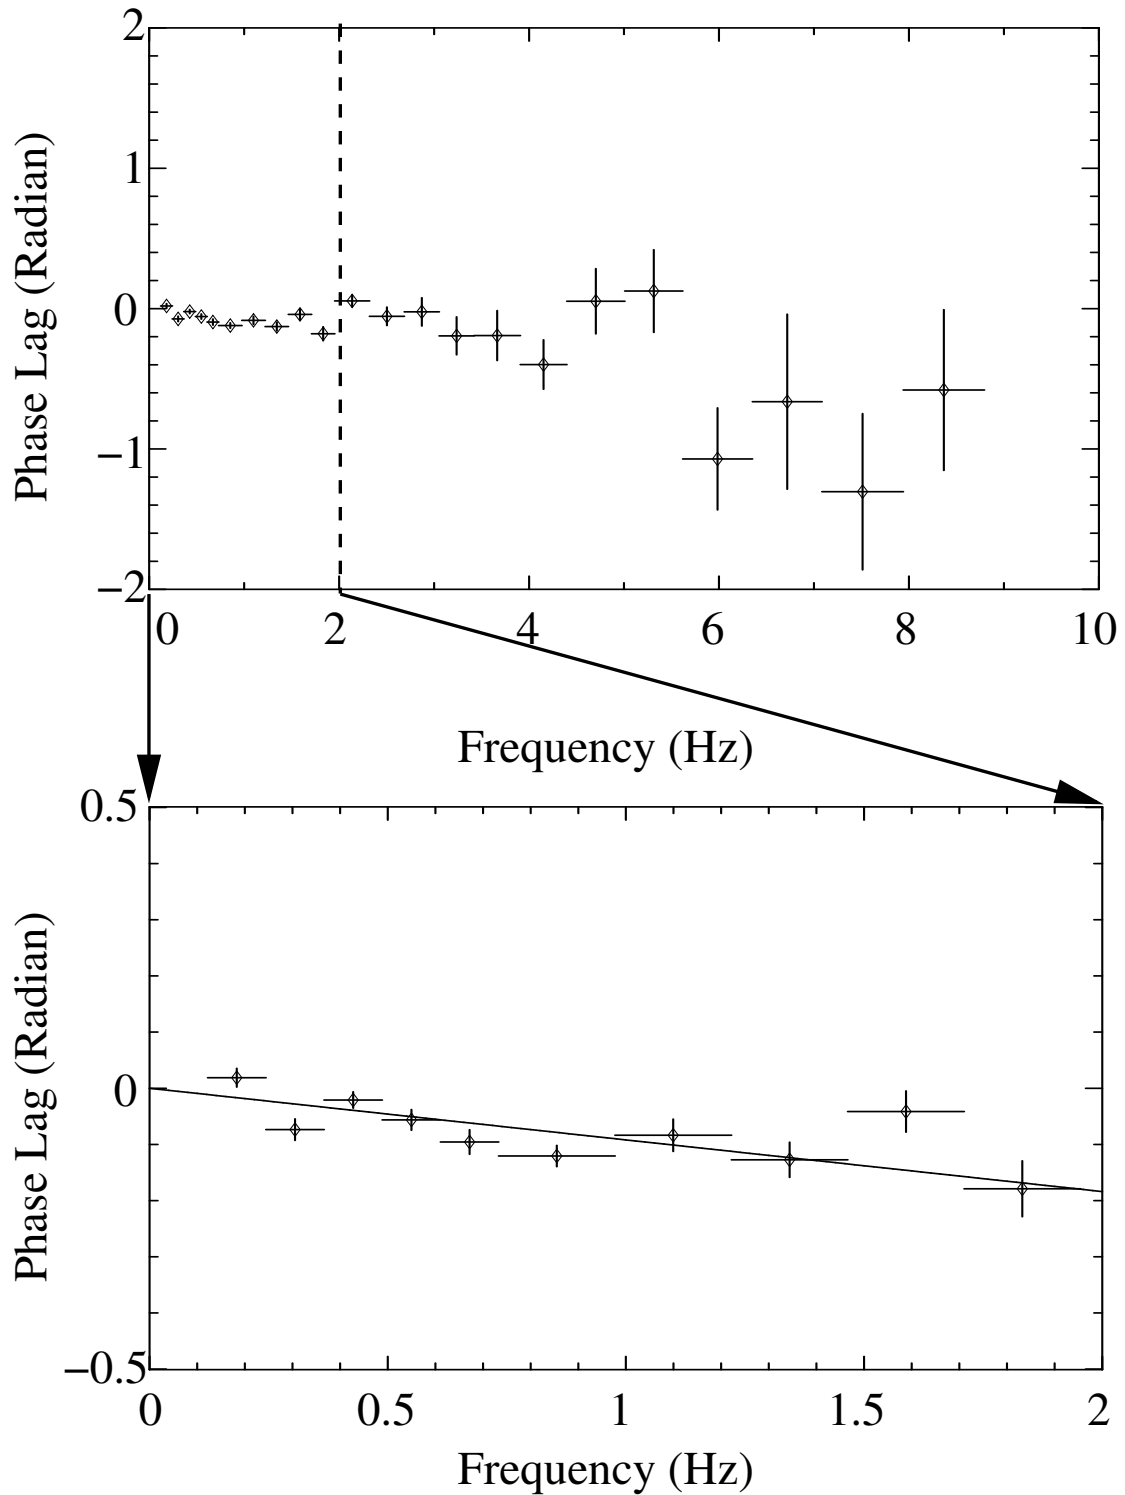 2
1
0
−1
−2
Phase Lag (Radian)
0 2 4 6 8 10
Frequency (Hz)
0.5
0
−0.5
Phase Lag (Radian)
0 0.5 1 1.5 2
Frequency (Hz)